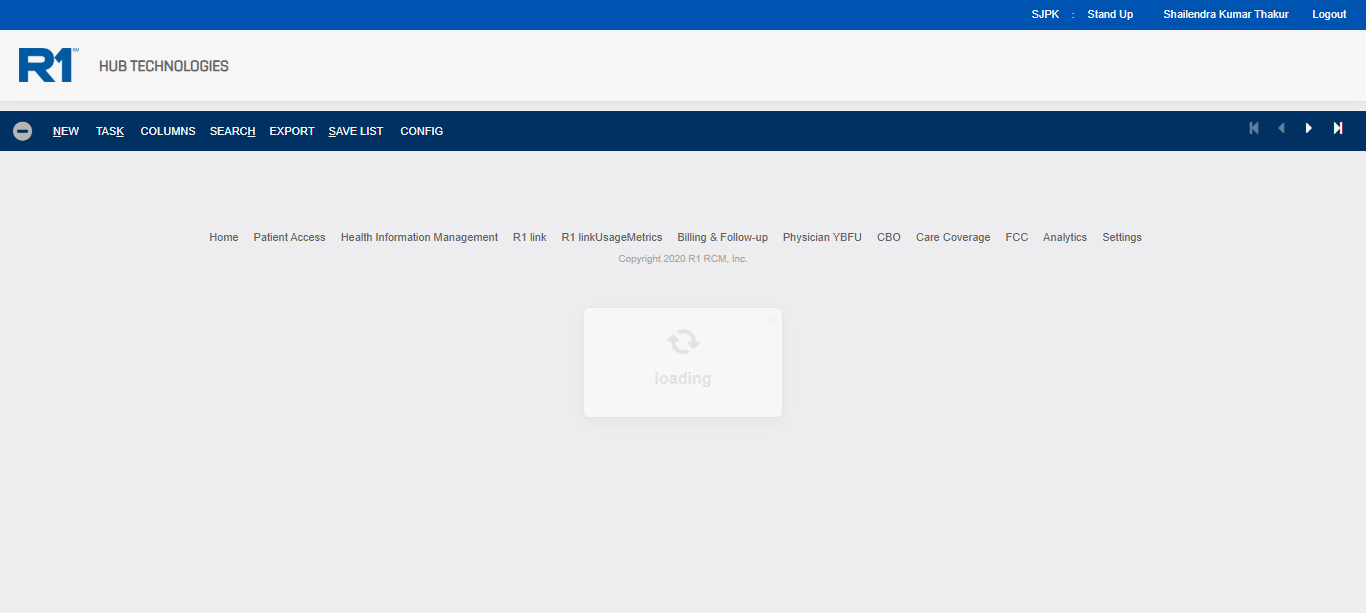 SJPK : Stand Up Shailendra Kumar Thakur Logout
R1 SM HUB TECHNOLOGIES
NEW TASK COLUMNS SEARCH EXPORT SAVE LIST CONFIG
Home Patient Access Health Information Management R1 link R1 linkUsageMetrics Billing & Follow-up Physician YBFU CBO Care Coverage FCC Analytics Settings
Copyright 2020 R1 RCM, Inc.
loading